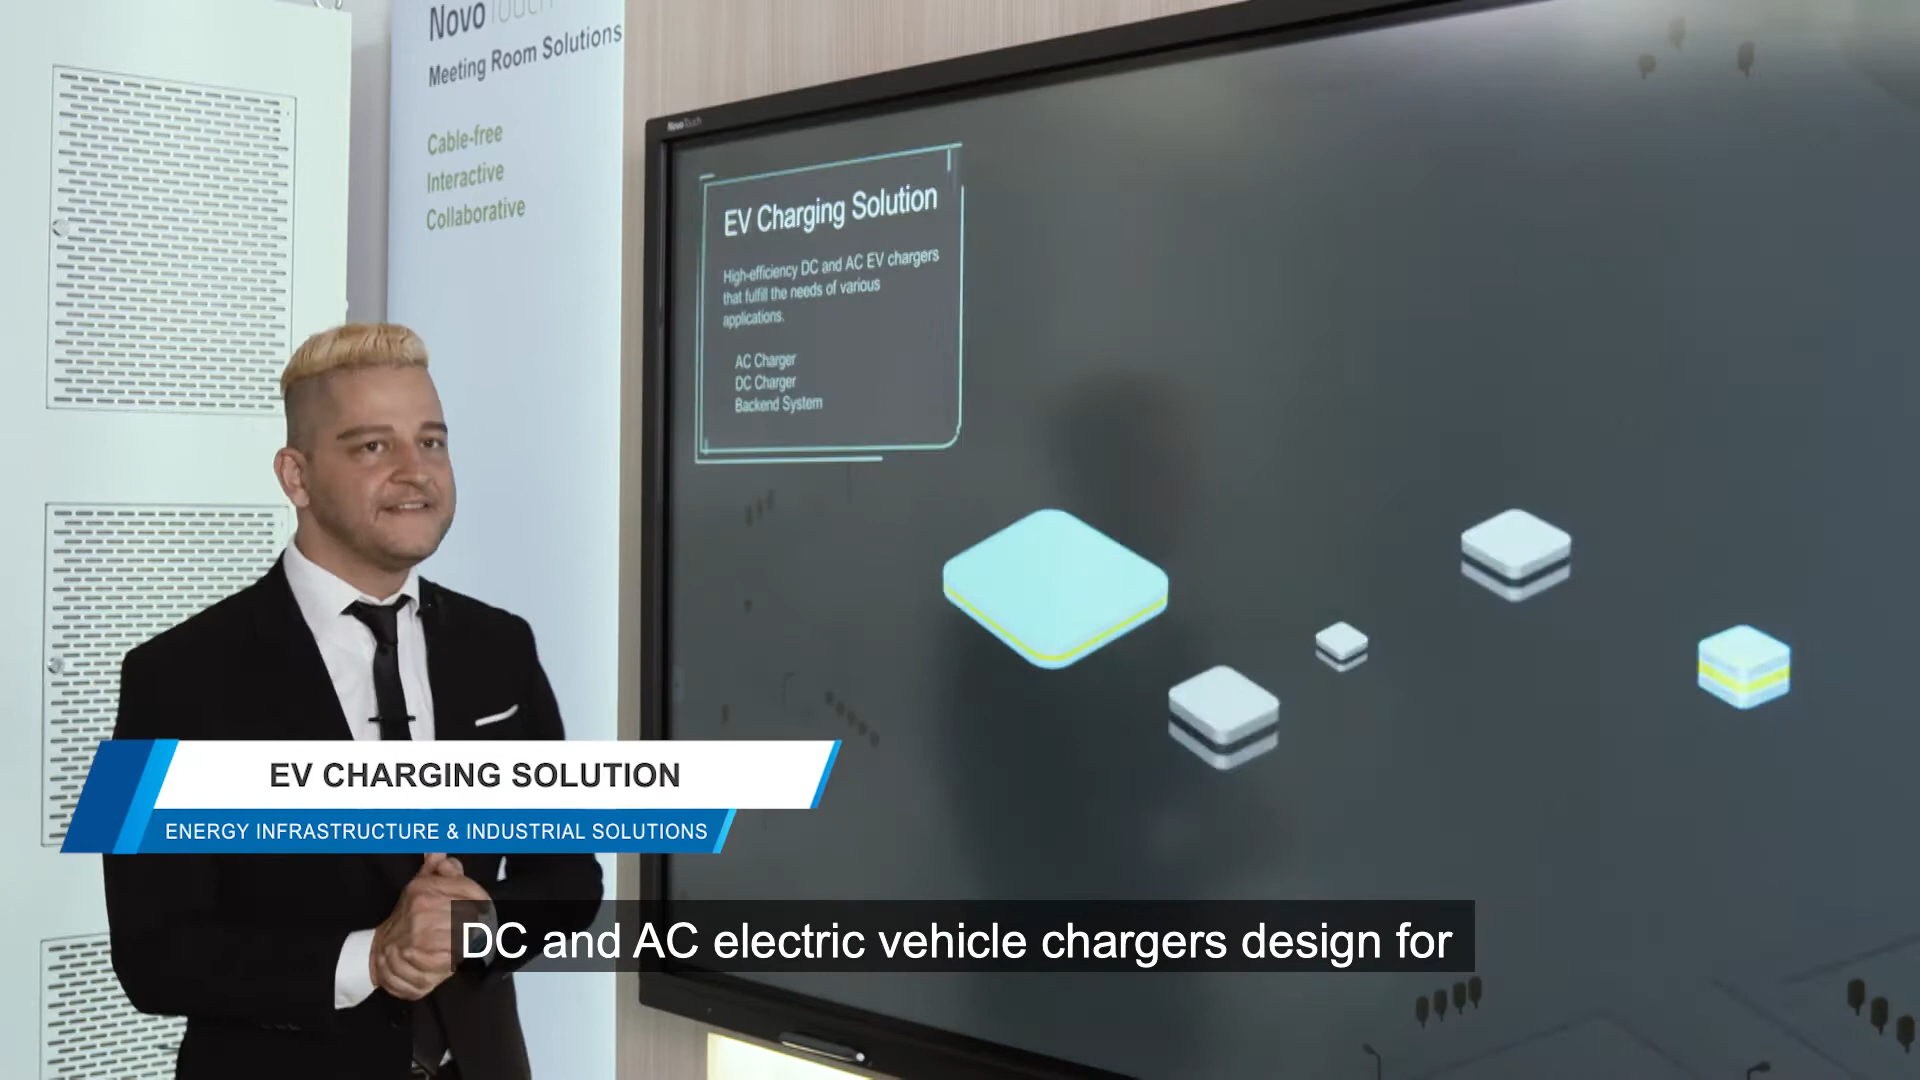 NovoTouch
Meeting Room Solutions
Cable-free
Interactive
Collaborative
NovoTouch
EV Charging Solution
High-efficiency DC and AC EV chargers
that fulfill the needs of various
applications.
AC Charger
DC Charger
Backend System
EV CHARGING SOLUTION
ENERGY INFRASTRUCTURE & INDUSTRIAL SOLUTIONS
DC and AC electric vehicle chargers design for